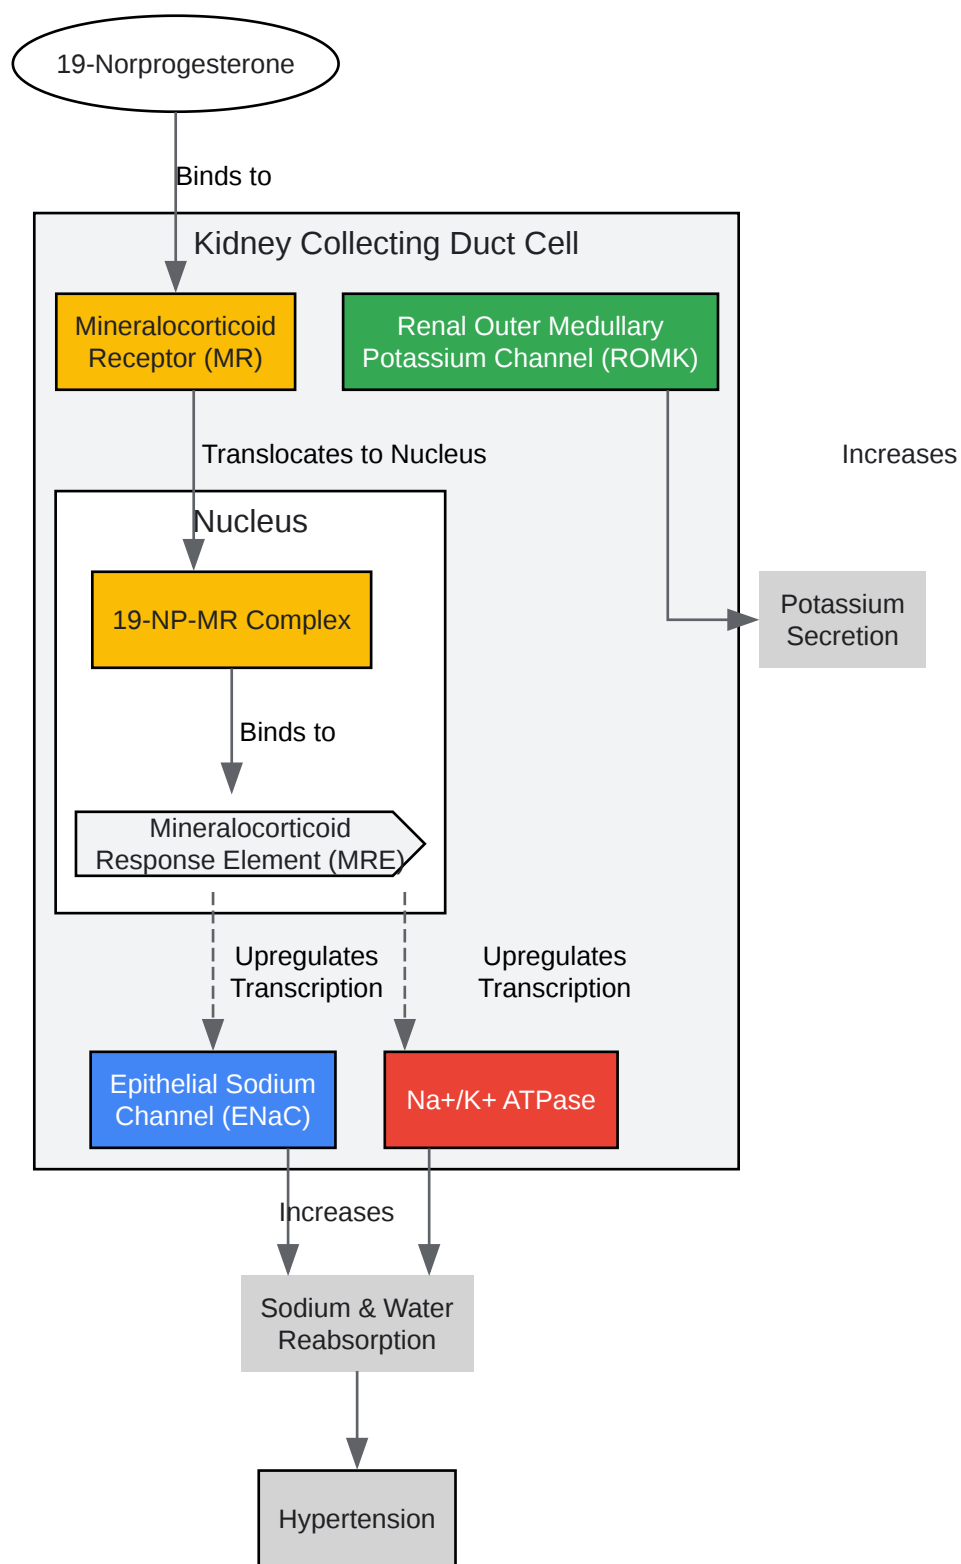 19-Norprogesterone
Binds to
Kidney Collecting Duct Cell
Mineralocorticoid
Receptor (MR)
Renal Outer Medullary
Potassium Channel (ROMK)
Translocates to Nucleus
Increases
Nucleus
19-NP-MR Complex
Potassium
Secretion
Binds to
Mineralocorticoid
Response Element (MRE)
Upregulates
Transcription
Upregulates
Transcription
Epithelial Sodium
Channel (ENaC)
Na+/K+ ATPase
Increases
Sodium & Water
Reabsorption
Hypertension